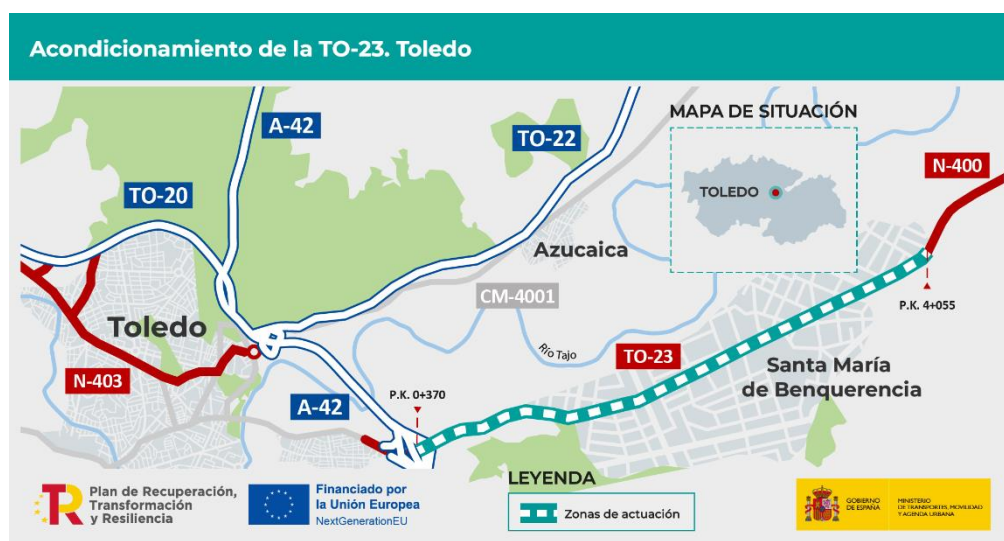 Acondicionamiento de la TO-23. Toledo
A-42
TO-22
MAPA DE SITUACIÓN
N-400
TO-20
TOLEDO
Azucaica
CM-4001
P.K. 4+055
Toledo
Río Tajo
TO-23
Santa María
de Benquerencia
N-403
A-42
P.K. 0+370
LEYENDA
Zonas de actuación
Plan de Recuperación,
Transformación
y Resiliencia
Financiado por
la Unión Europea
NextGenerationEU
GOBIERNO
DE ESPAÑA
MINISTERIO
DE TRANSPORTES, MOVILIDAD
Y AGENDA URBANA